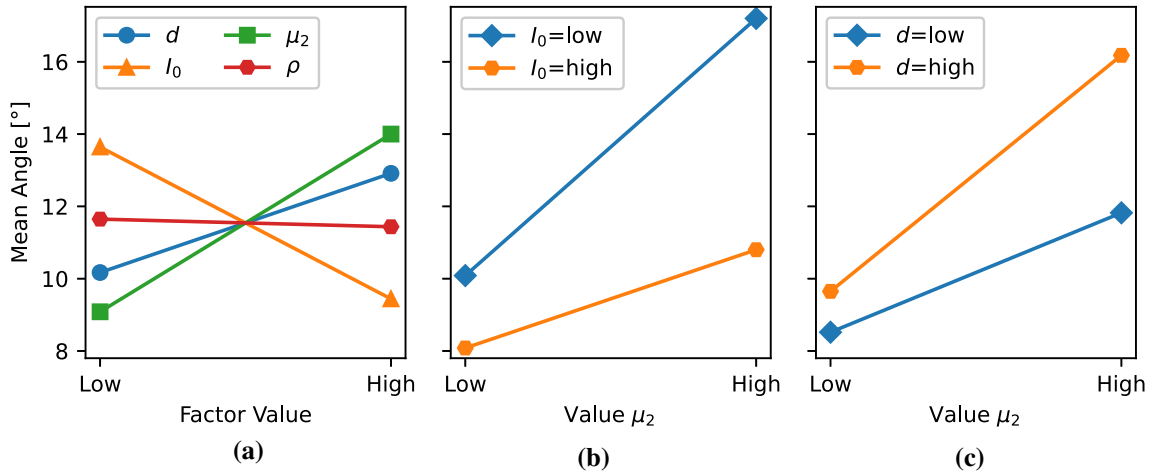 d
I₀
μ₂
ρ
Mean Angle [°]
16
14
12
10
8
Low
High
Factor Value
(a)
I₀=low
I₀=high
Low
High
Value μ₂
(b)
d=low
d=high
Low
High
Value μ₂
(c)